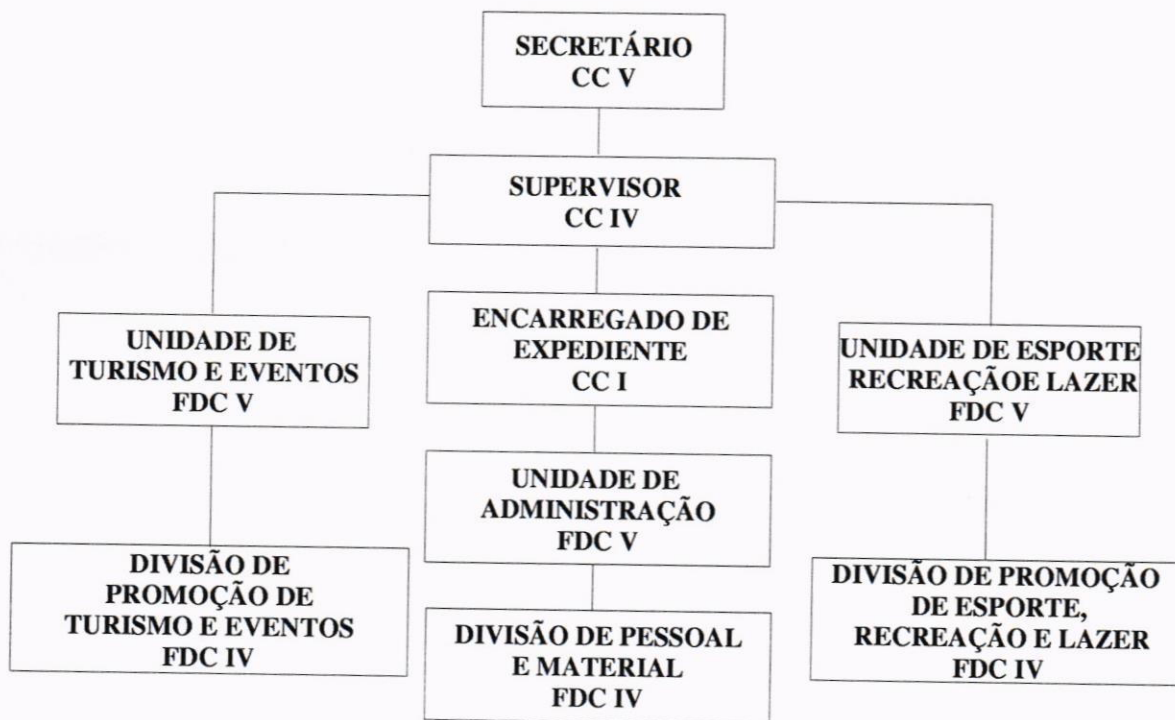 SECRETÁRIO
CC V
SUPERVISOR
CC IV
UNIDADE DE
TURISMO E EVENTOS
FDC V
ENCARREGADO DE
EXPEDIENTE
CC I
UNIDADE DE ESPORTE
RECREAÇÃOE LAZER
FDC V
UNIDADE DE
ADMINISTRAÇÃO
FDC V
DIVISÃO DE
PROMOÇÃO DE
TURISMO E EVENTOS
FDC IV
DIVISÃO DE PESSOAL
E MATERIAL
FDC IV
DIVISÃO DE PROMOÇÃO
DE ESPORTE,
RECREAÇÃO E LAZER
FDC IV